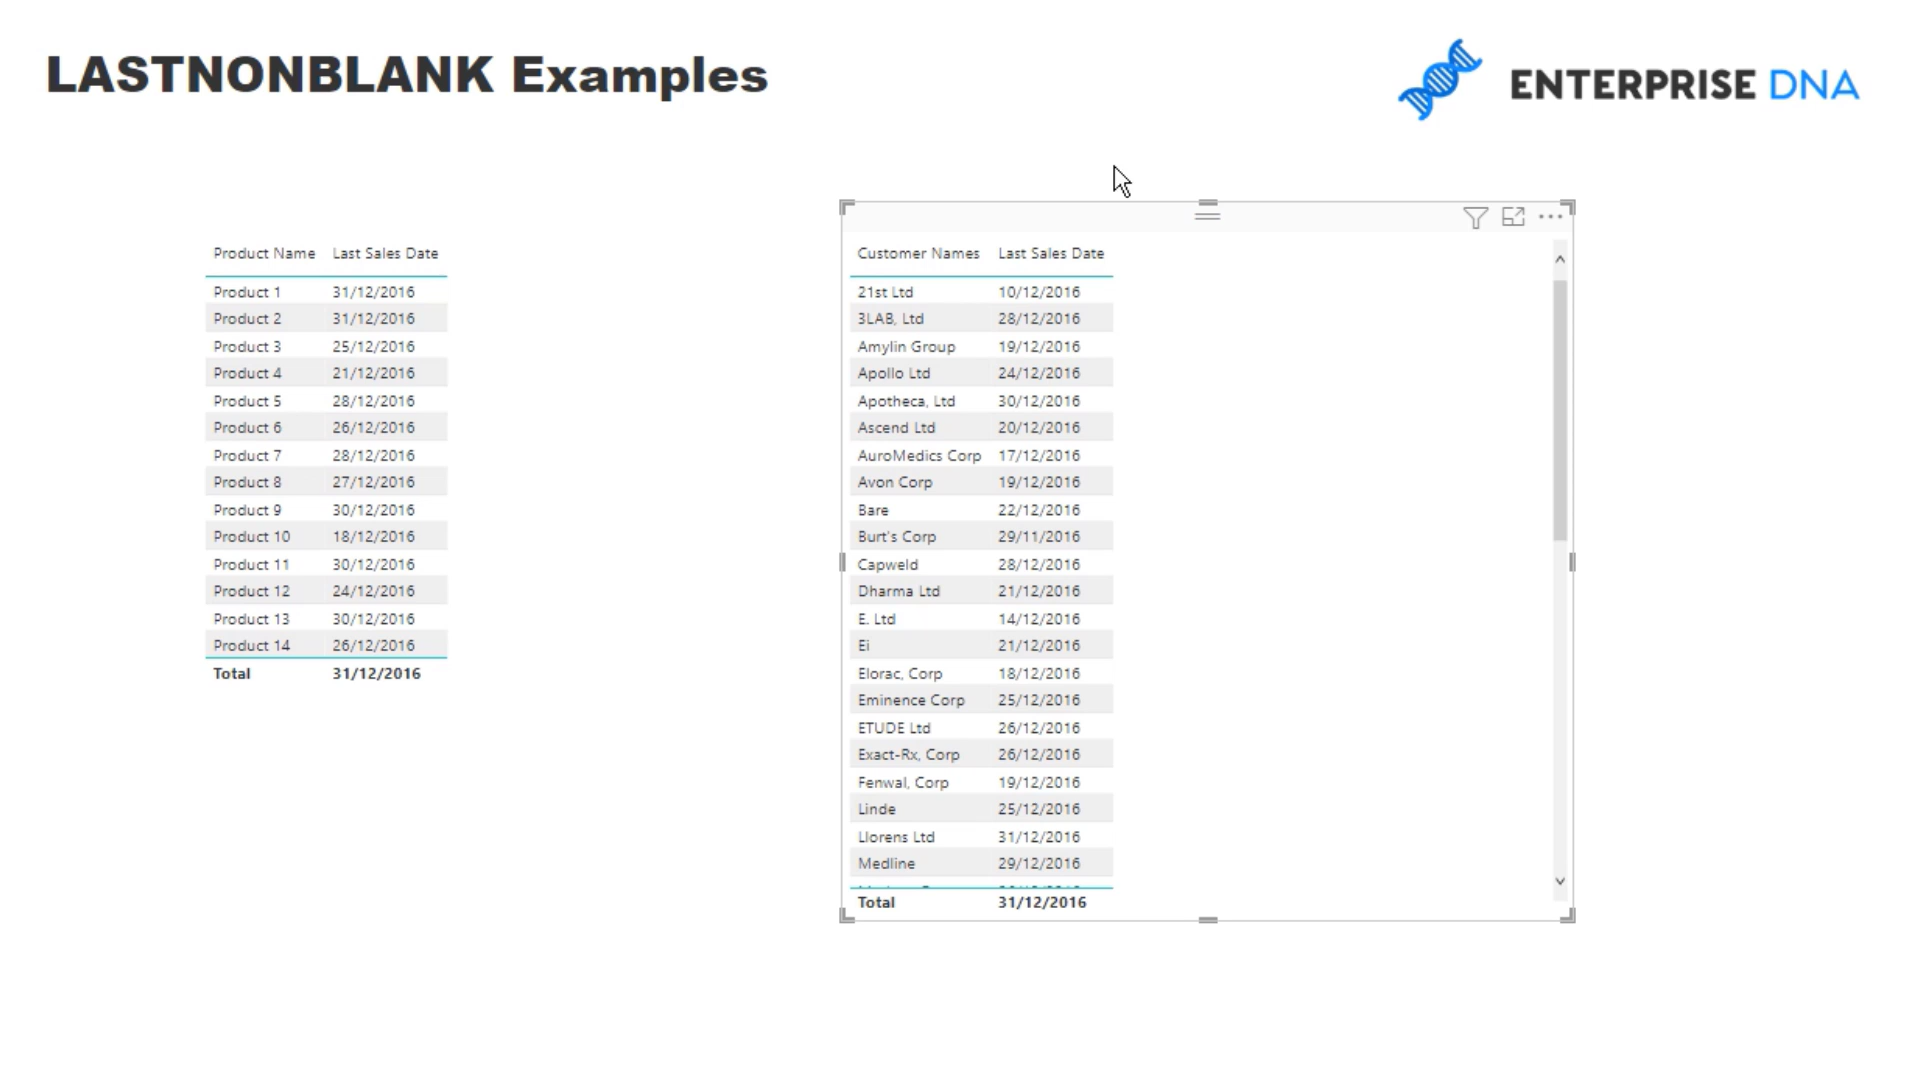 LASTNONBLANK Examples
ENTERPRISE DNA
Product Name Last Sales Date
Product 1 31/12/2016
Product 2 31/12/2016
Product 3 25/12/2016
Product 4 21/12/2016
Product 5 28/12/2016
Product 6 26/12/2016
Product 7 28/12/2016
Product 8 27/12/2016
Product 9 30/12/2016
Product 10 18/12/2016
Product 11 30/12/2016
Product 12 24/12/2016
Product 13 30/12/2016
Product 14 26/12/2016
Total 31/12/2016
Customer Names Last Sales Date
21st Ltd 10/12/2016
3LAB, Ltd 28/12/2016
Amylin Group 19/12/2016
Apollo Ltd 24/12/2016
Apotheca, Ltd 30/12/2016
Ascend Ltd 20/12/2016
AuroMedics Corp 17/12/2016
Avon Corp 19/12/2016
Bare 22/12/2016
Burt's Corp 29/11/2016
Capweld 28/12/2016
Dharma Ltd 21/12/2016
E. Ltd 14/12/2016
Ei 21/12/2016
Elorac, Corp 18/12/2016
Eminence Corp 25/12/2016
ETUDE Ltd 26/12/2016
Exact-Rx, Corp 26/12/2016
Fenwal, Corp 19/12/2016
Linde 25/12/2016
Llorens Ltd 31/12/2016
Medline 29/12/2016
Total 31/12/2016